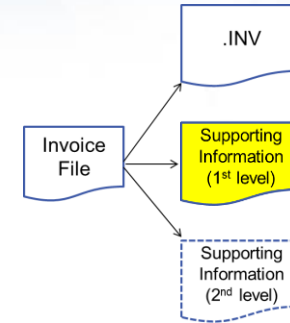 .INV
Invoice
File
Supporting
Information
(1st level)
Supporting
Information
(2nd level)